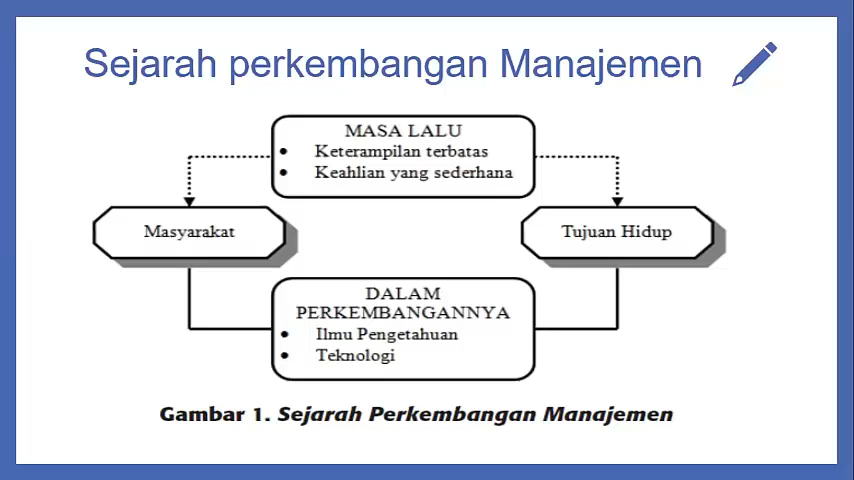 Sejarah perkembangan Manajemen
MASA LALU
• Keterampilan terbatas
• Keahlian yang sederhana
Masyarakat
Tujuan Hidup
DALAM
PERKEMBANGANNYA
• Ilmu Pengetahuan
• Teknologi
Gambar 1. Sejarah Perkembangan Manajemen